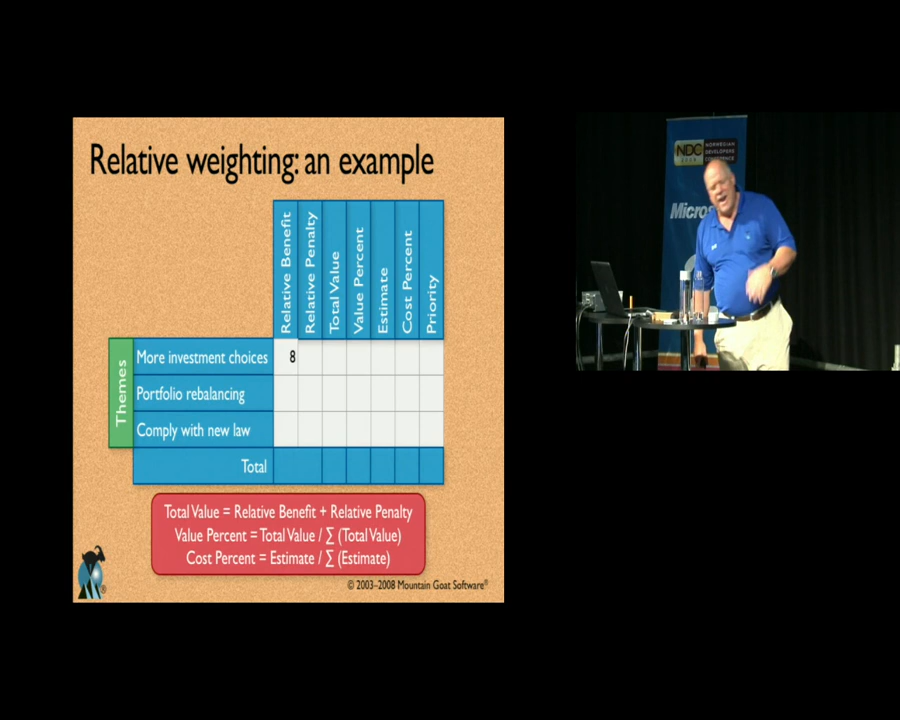 Relative weighting: an example
Relative Benefit
Relative Penalty
Total Value
Value Percent
Estimate
Cost Percent
Priority
Themes
More investment choices
8
Portfolio rebalancing
Comply with new law
Total
Total Value = Relative Benefit + Relative Penalty
Value Percent = Total Value / ∑ (Total Value)
Cost Percent = Estimate / ∑ (Estimate)
© 2003–2008 Mountain Goat Software®
NDC
NORWEGIAN
DEVELOPERS
CONFERENCE